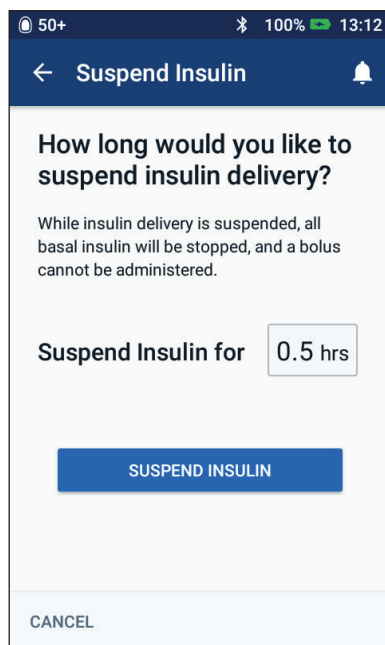 50+ 100% 13:12
Suspend Insulin
How long would you like to
suspend insulin delivery?
While insulin delivery is suspended, all
basal insulin will be stopped, and a bolus
cannot be administered.
Suspend Insulin for 0.5 hrs
SUSPEND INSULIN
CANCEL